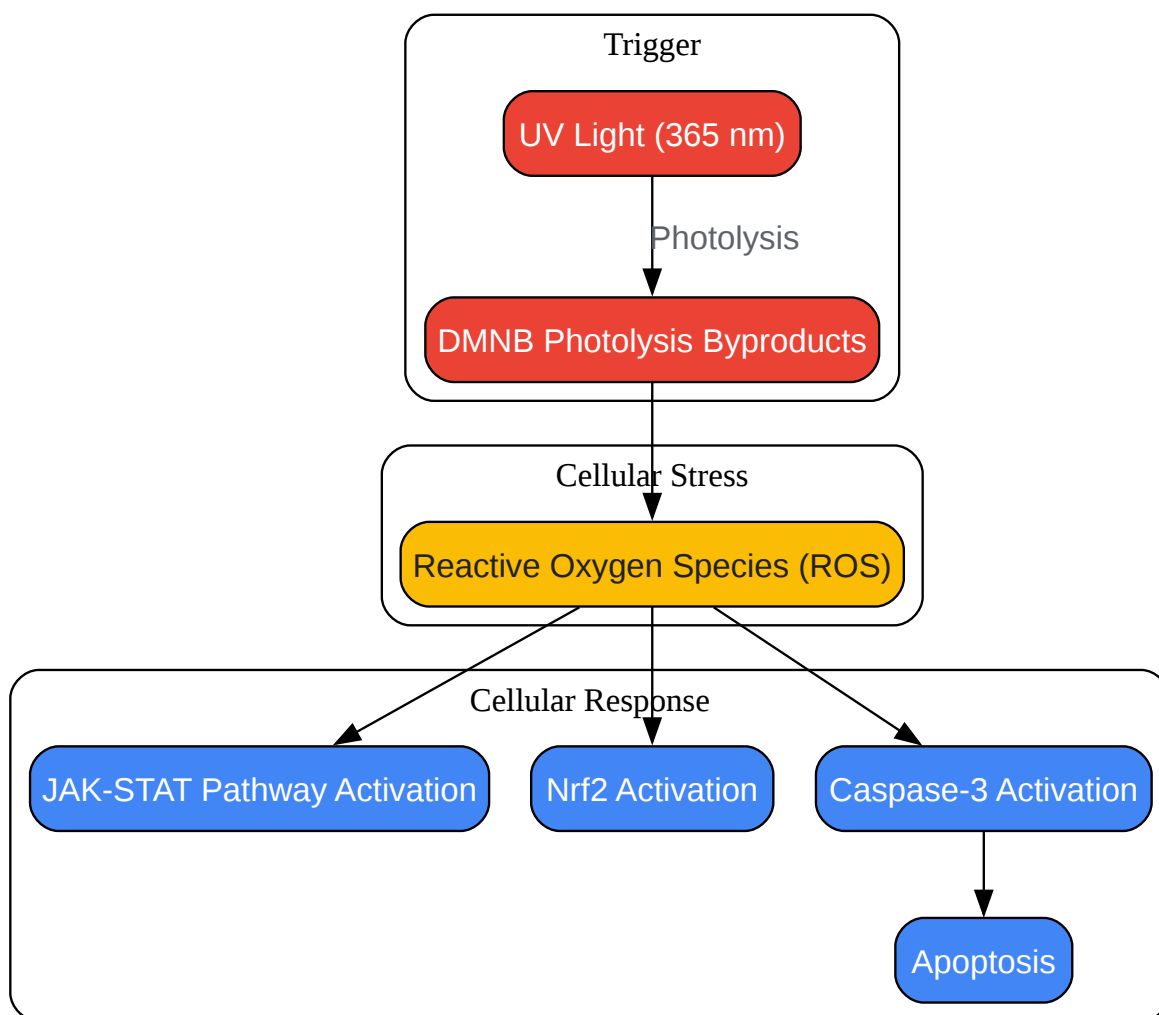 Trigger
UV Light (365 nm)
Photolysis
DMNB Photolysis Byproducts
Cellular Stress
Reactive Oxygen Species (ROS)
Cellular Response
JAK-STAT Pathway Activation
Nrf2 Activation
Caspase-3 Activation
Apoptosis